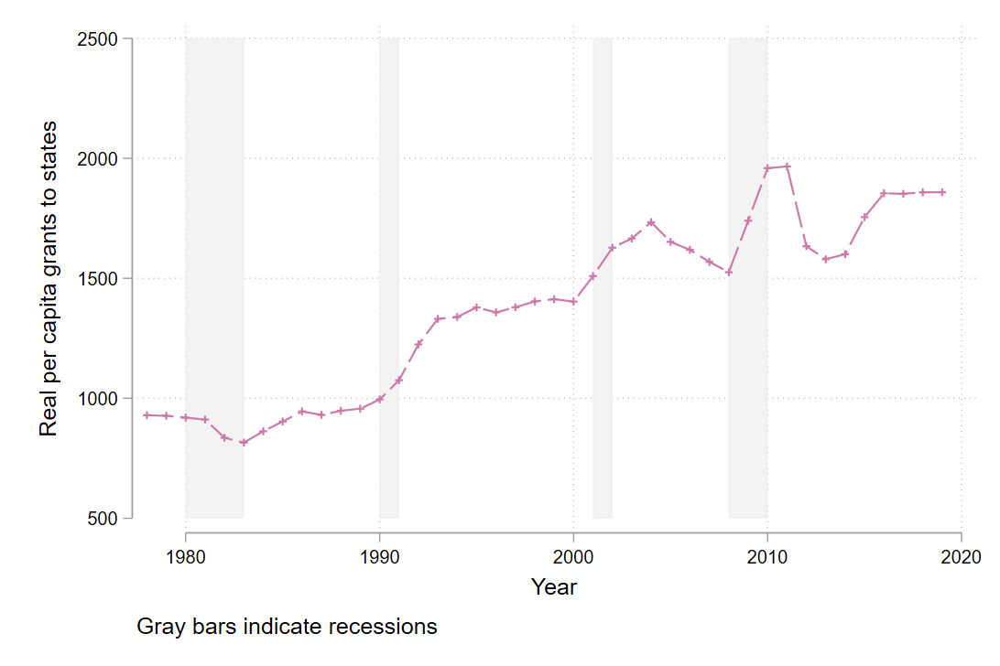 2500
2000
1500
1000
500
Real per capita grants to states
1980 1990 2000 2010 2020
Year
Gray bars indicate recessions